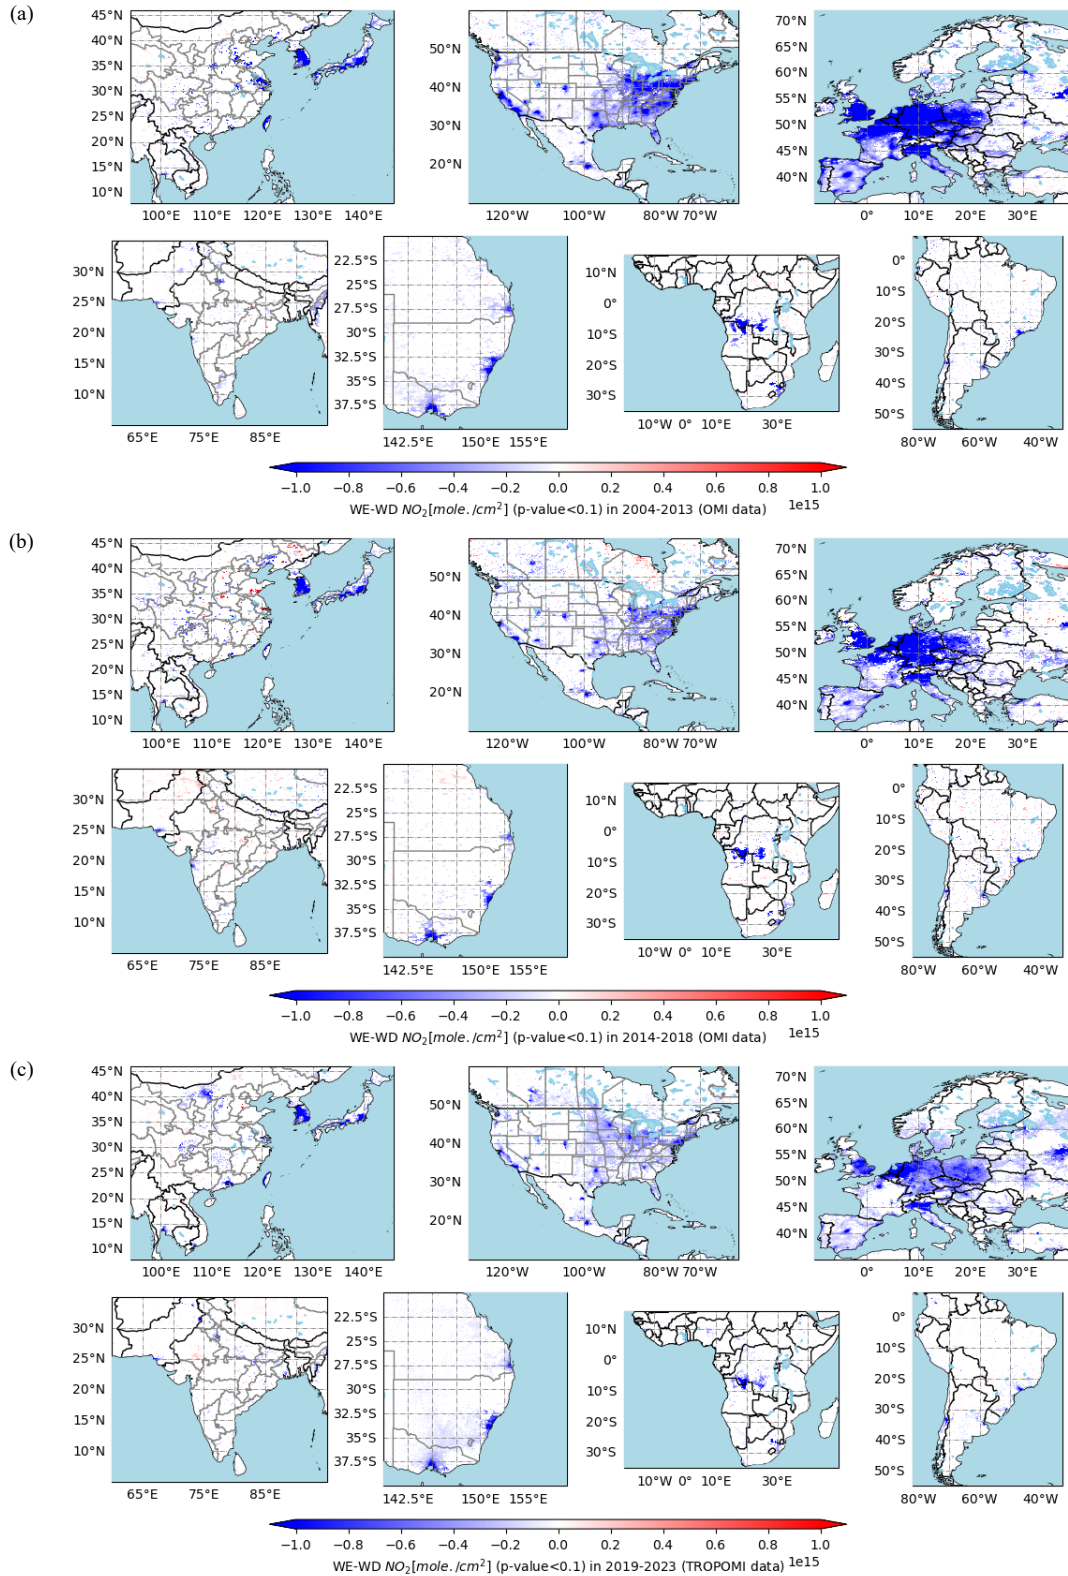 (a)
45°N
40°N
35°N
30°N
25°N
20°N
15°N
10°N
100°E 110°E 120°E 130°E 140°E
50°N
40°N
30°N
20°N
120°W 100°W 80°W 70°W
70°N
65°N
60°N
55°N
50°N
45°N
40°N
0° 10°E 20°E 30°E
30°N
25°N
20°N
15°N
10°N
65°E 75°E 85°E
22.5°S
25°S
27.5°S
30°S
32.5°S
35°S
37.5°S
142.5°E 150°E 155°E
10°N
0°
10°S
20°S
30°S
10°W 0° 10°E 30°E
0°
10°S
20°S
30°S
40°S
50°S
80°W 60°W 40°W
−1.0 −0.8 −0.6 −0.4 −0.2 0.0 0.2 0.4 0.6 0.8 1.0
1e15
WE-WD NO2[mole./cm2] (p-value<0.1) in 2004-2013 (OMI data)
(b)
45°N
40°N
35°N
30°N
25°N
20°N
15°N
10°N
100°E 110°E 120°E 130°E 140°E
50°N
40°N
30°N
20°N
120°W 100°W 80°W 70°W
70°N
65°N
60°N
55°N
50°N
45°N
40°N
0° 10°E 20°E 30°E
30°N
25°N
20°N
15°N
10°N
65°E 75°E 85°E
22.5°S
25°S
27.5°S
30°S
32.5°S
35°S
37.5°S
142.5°E 150°E 155°E
10°N
0°
10°S
20°S
30°S
10°W 0° 10°E 30°E
0°
10°S
20°S
30°S
40°S
50°S
80°W 60°W 40°W
−1.0 −0.8 −0.6 −0.4 −0.2 0.0 0.2 0.4 0.6 0.8 1.0
1e15
WE-WD NO2[mole./cm2] (p-value<0.1) in 2014-2018 (OMI data)
(c)
45°N
40°N
35°N
30°N
25°N
20°N
15°N
10°N
100°E 110°E 120°E 130°E 140°E
50°N
40°N
30°N
20°N
120°W 100°W 80°W 70°W
70°N
65°N
60°N
55°N
50°N
45°N
40°N
0° 10°E 20°E 30°E
30°N
25°N
20°N
15°N
10°N
65°E 75°E 85°E
22.5°S
25°S
27.5°S
30°S
32.5°S
35°S
37.5°S
142.5°E 150°E 155°E
10°N
0°
10°S
20°S
30°S
10°W 0° 10°E 30°E
0°
10°S
20°S
30°S
40°S
50°S
80°W 60°W 40°W
−1.0 −0.8 −0.6 −0.4 −0.2 0.0 0.2 0.4 0.6 0.8 1.0
1e15
WE-WD NO2[mole./cm2] (p-value<0.1) in 2019-2023 (TROPOMI data)